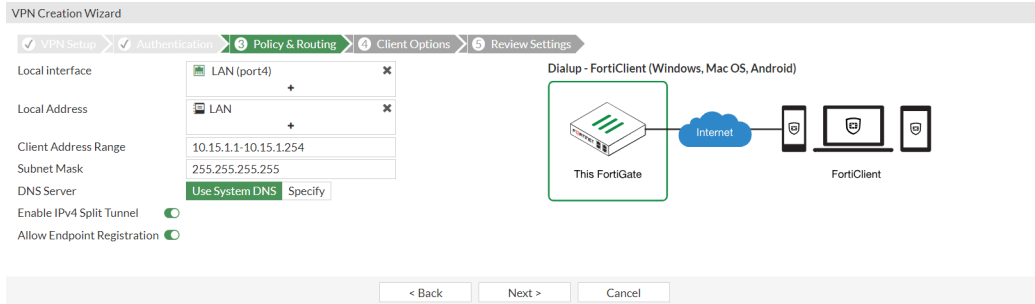 VPN Creation Wizard
VPN Setup
Authentication
3 Policy & Routing
4 Client Options
5 Review Settings
Local interface
LAN (port4)
+
Local Address
LAN
+
Client Address Range
10.15.1.1-10.15.1.254
Subnet Mask
255.255.255.255
DNS Server
Use System DNS Specify
Enable IPv4 Split Tunnel
Allow Endpoint Registration
Dialup - FortiClient (Windows, Mac OS, Android)
FORTINET
Internet
This FortiGate
FortiClient
< Back
Next >
Cancel